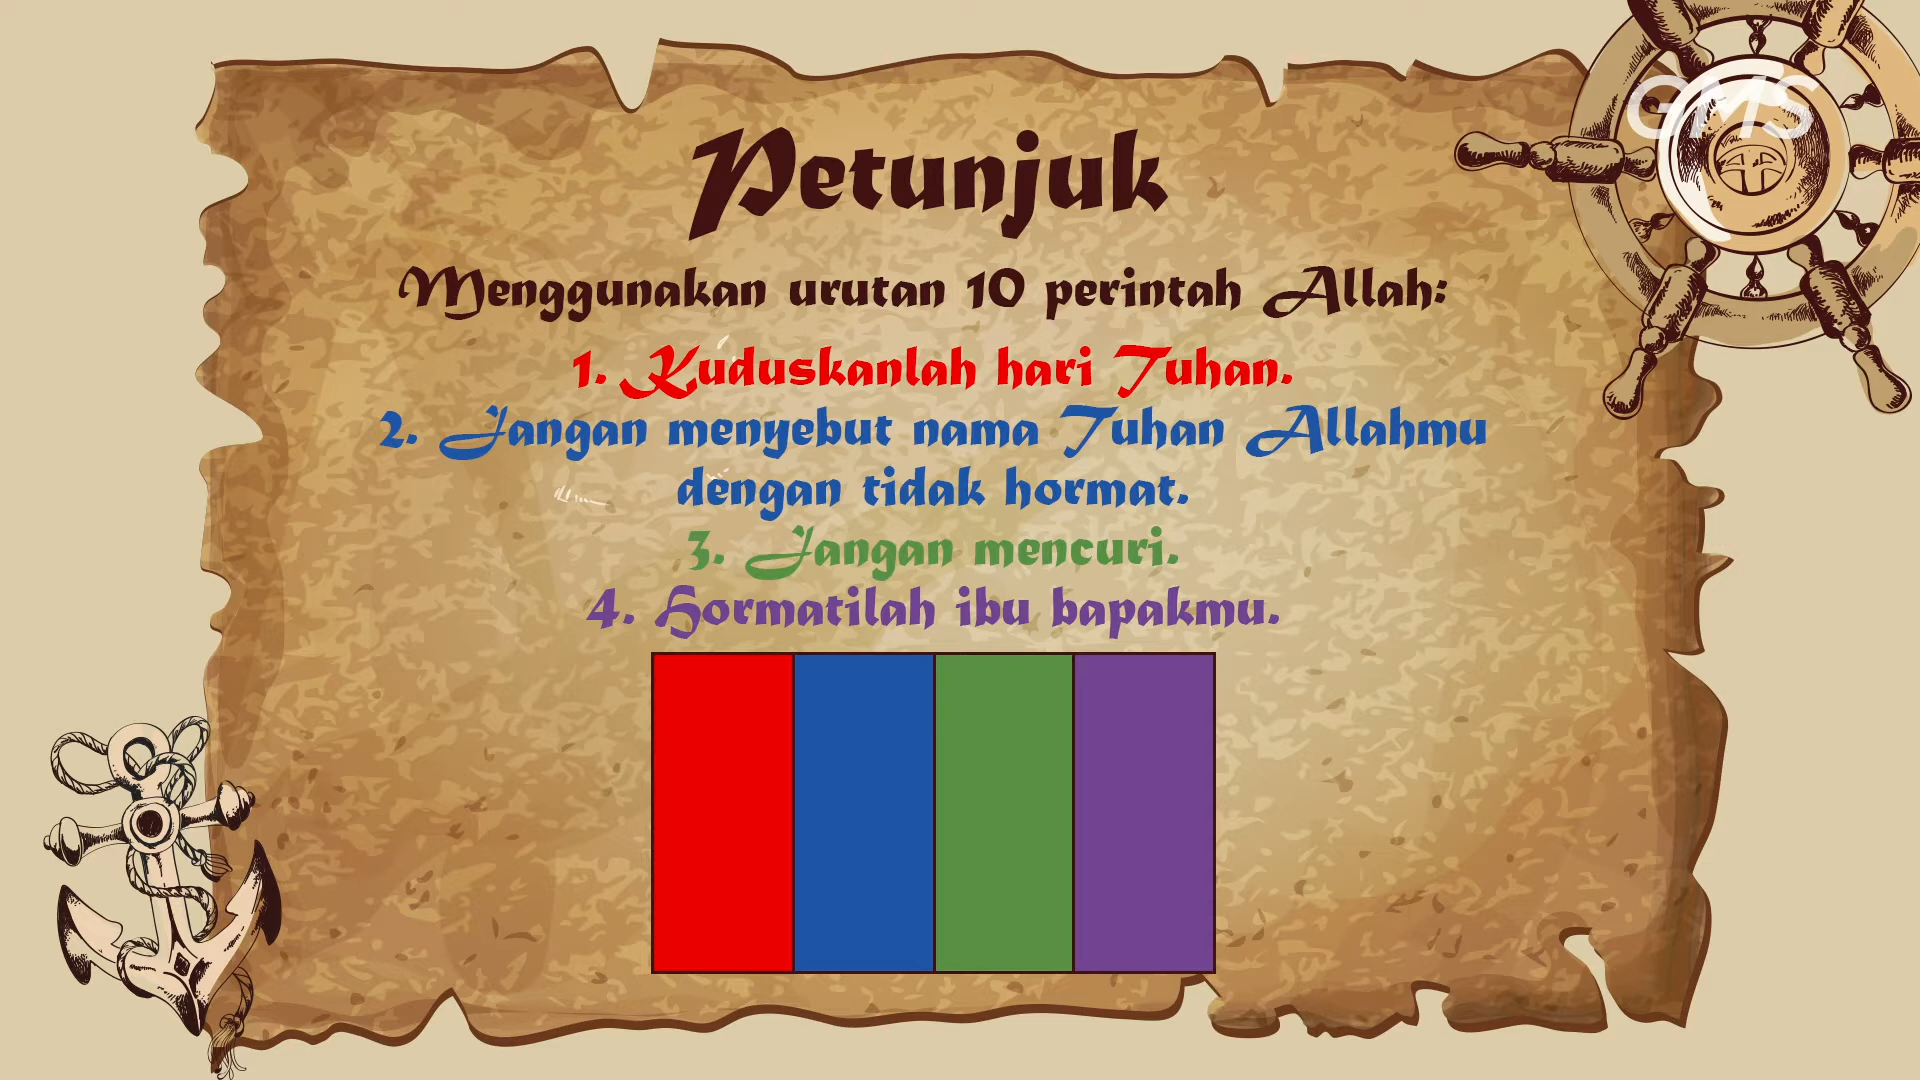 GMS
Petunjuk
Menggunakan urutan 10 perintah Allah:
1. Kuduskanlah hari Tuhan.
2. Jangan menyebut nama Tuhan Allahmu
dengan tidak hormat.
3. Jangan mencuri.
4. Hormatilah ibu bapakmu.